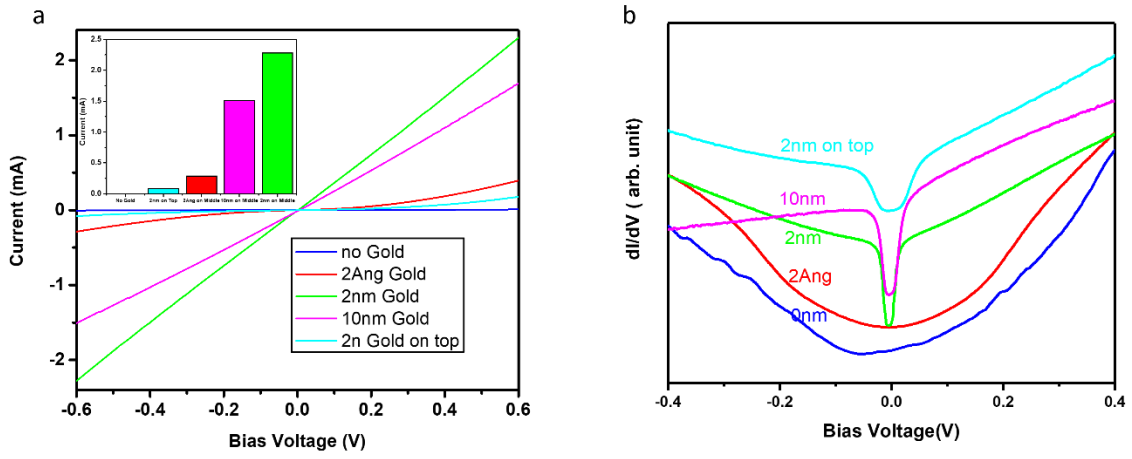 a
Current (mA)
2
1
0
-1
-2
-0.6
-0.4
-0.2
0.0
0.2
0.4
0.6
Bias Voltage (V)
Current (mA)
2.5
2.0
1.5
1.0
0.5
0.0
No Gold
2nm on Top
2Ang on Middle
10nm on Middle
2nm on Middle
no Gold
2Ang Gold
2nm Gold
10nm Gold
2n Gold on top
b
dI/dV ( arb. unit)
2nm on top
10nm
2nm
2Ang
0nm
-0.4
-0.2
0.0
0.2
0.4
Bias Voltage(V)